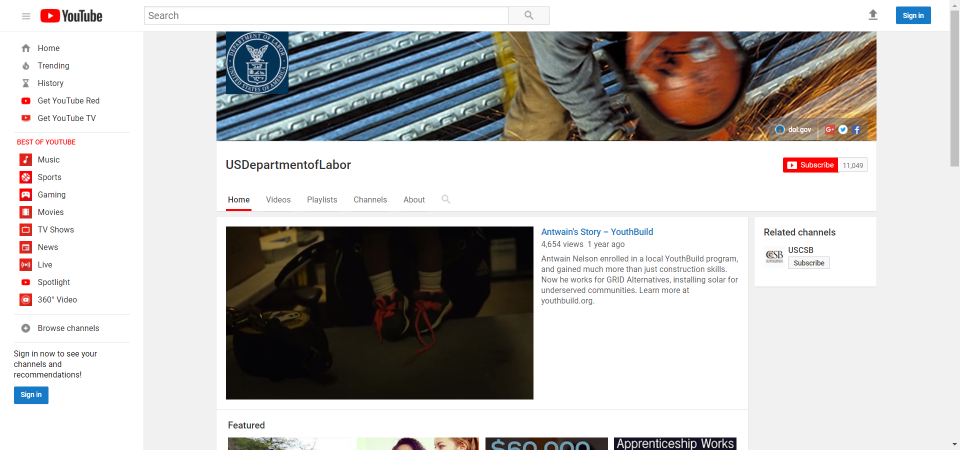 YouTube
Search
Sign in
Home
Trending
History
Get YouTube Red
Get YouTube TV
BEST OF YOUTUBE
Music
Sports
Gaming
Movies
TV Shows
News
Live
Spotlight
360° Video
Browse channels
Sign in now to see your
channels and
recommendations!
Sign in
DEPARTMENT OF LABOR
UNITED STATES OF AMERICA
dol.gov
G+
USDepartmentofLabor
Subscribe 11,049
Home Videos Playlists Channels About
Antwain's Story – YouthBuild
4,654 views 1 year ago
Antwain Nelson enrolled in a local YouthBuild program,
and gained much more than just construction skills.
Now he works for GRID Alternatives, installing solar for
underserved communities. Learn more at
youthbuild.org.
Related channels
CSB
USCSB
Subscribe
Featured
$60,000
Apprenticeship Works